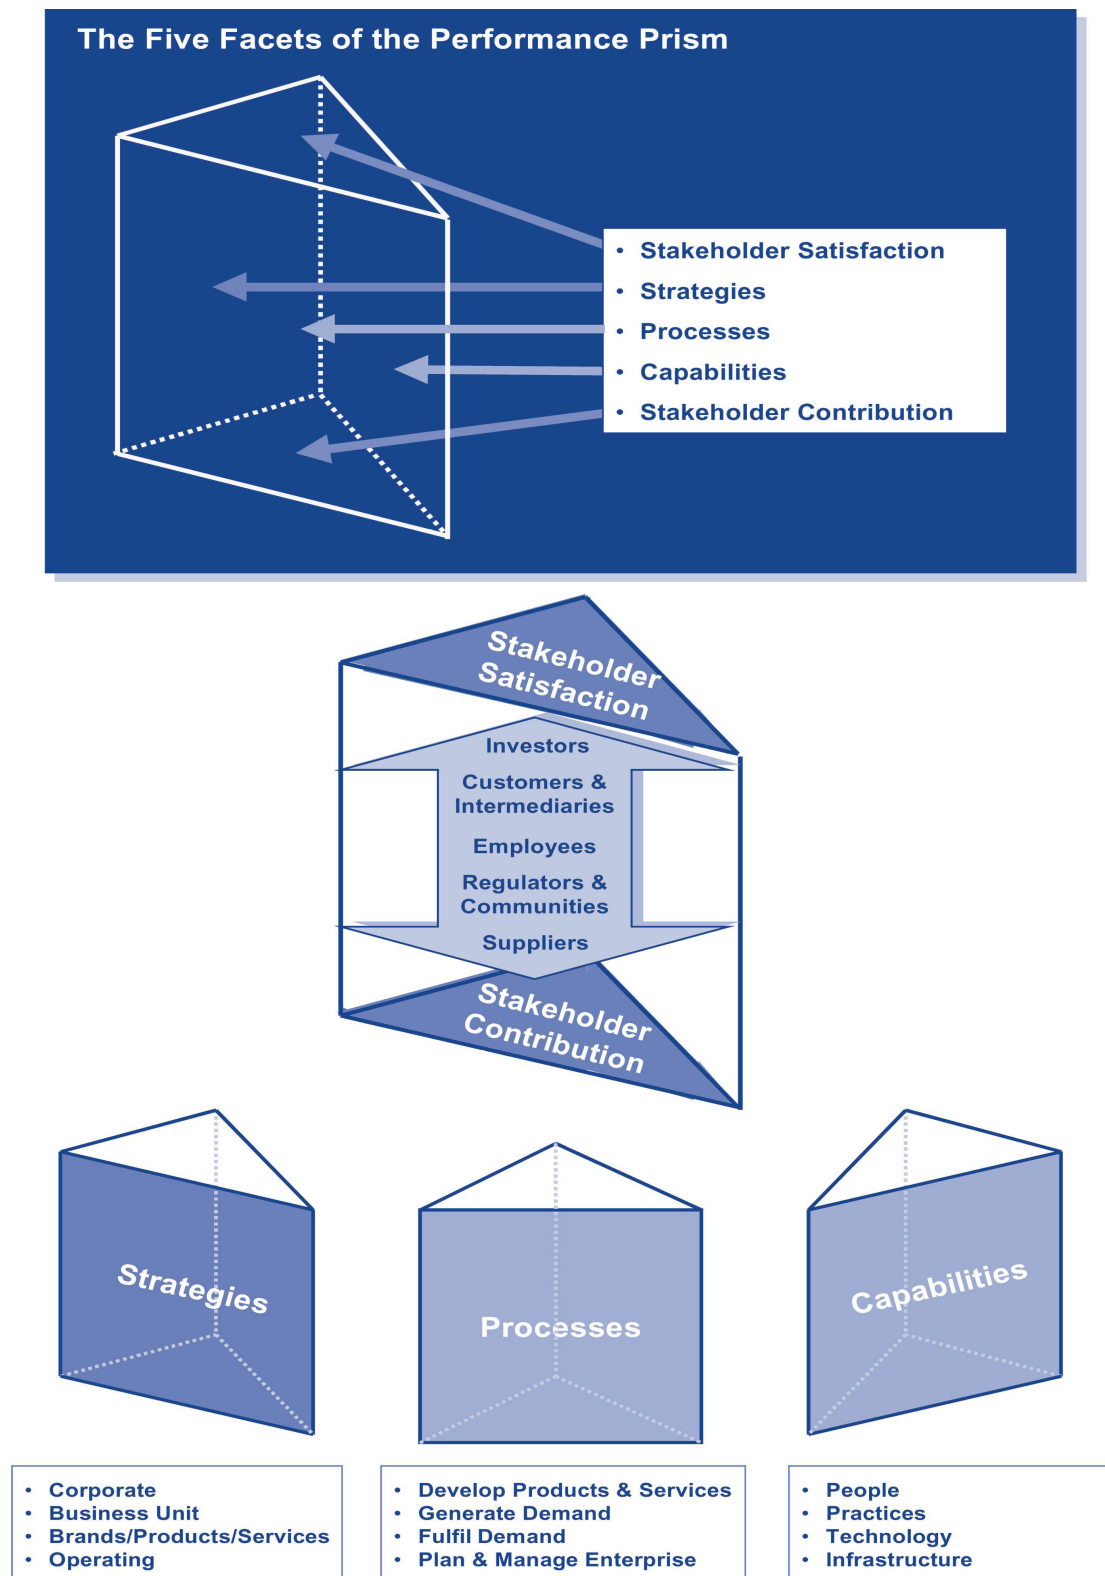 The Five Facets of the Performance Prism
• Stakeholder Satisfaction
• Strategies
• Processes
• Capabilities
• Stakeholder Contribution
Stakeholder
Satisfaction
Investors
Customers &
Intermediaries
Employees
Regulators &
Communities
Suppliers
Stakeholder
Contribution
Strategies
Processes
Capabilities
• Corporate
• Business Unit
• Brands/Products/Services
• Operating
• Develop Products & Services
• Generate Demand
• Fulfil Demand
• Plan & Manage Enterprise
• People
• Practices
• Technology
• Infrastructure